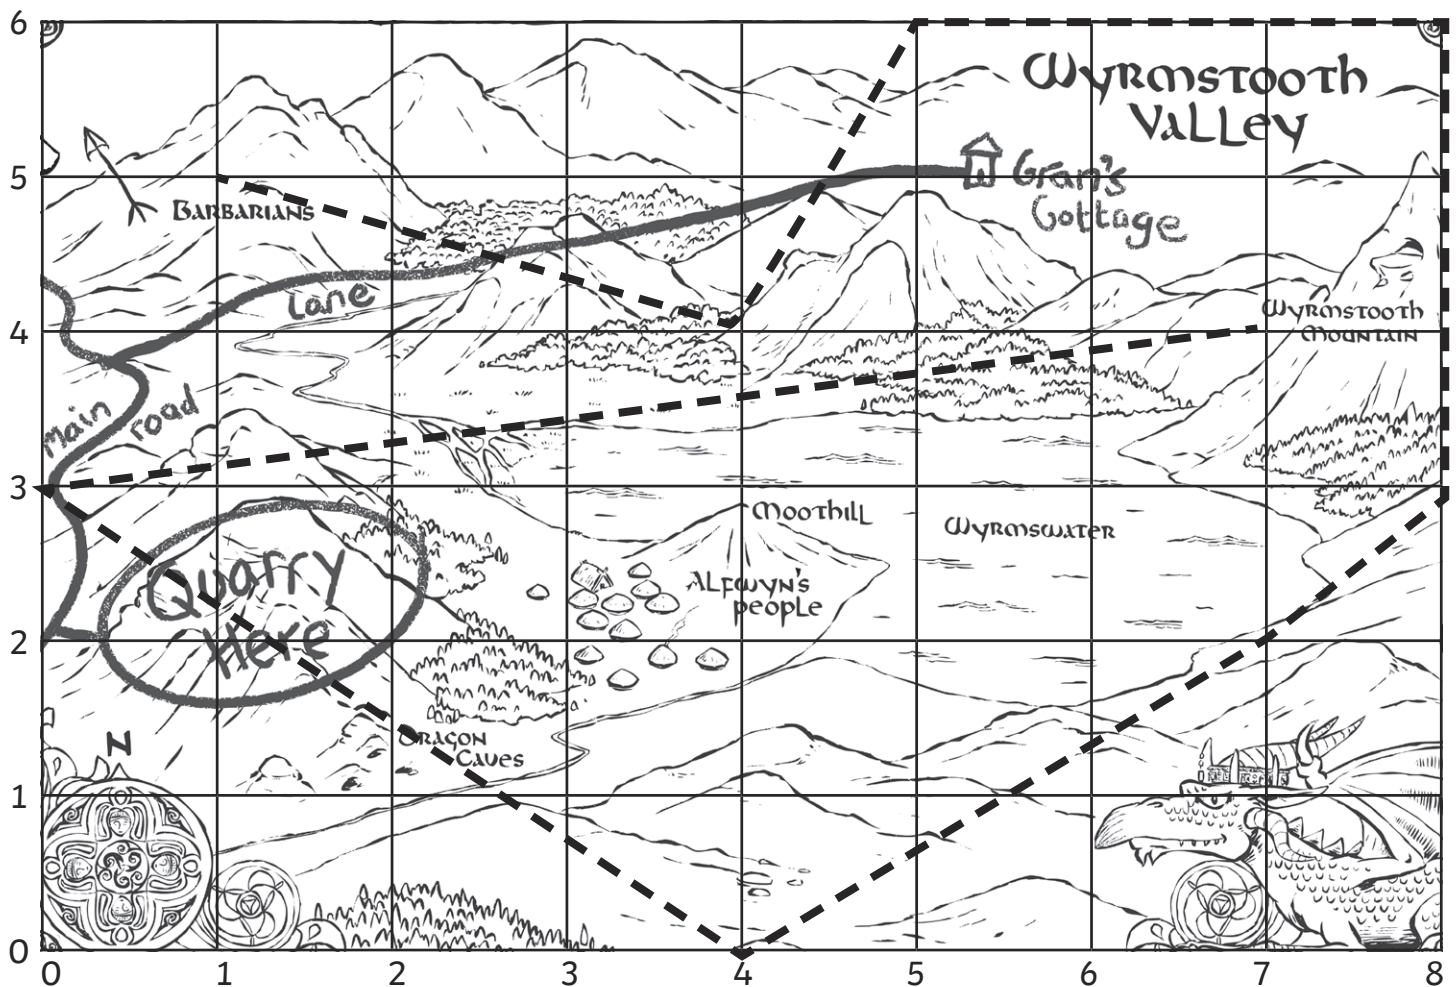 6
Wyrmstooth
Valley
5
Barbarians
Gran's
Cottage
Lane
Wyrmstooth
Mountain
4
Main
road
3
Moothill
Wyrmswater
Quarry
Here
Alfwyn's
people
2
N
Dragon
Caves
1
0
0 1 2 3 4 5 6 7 8